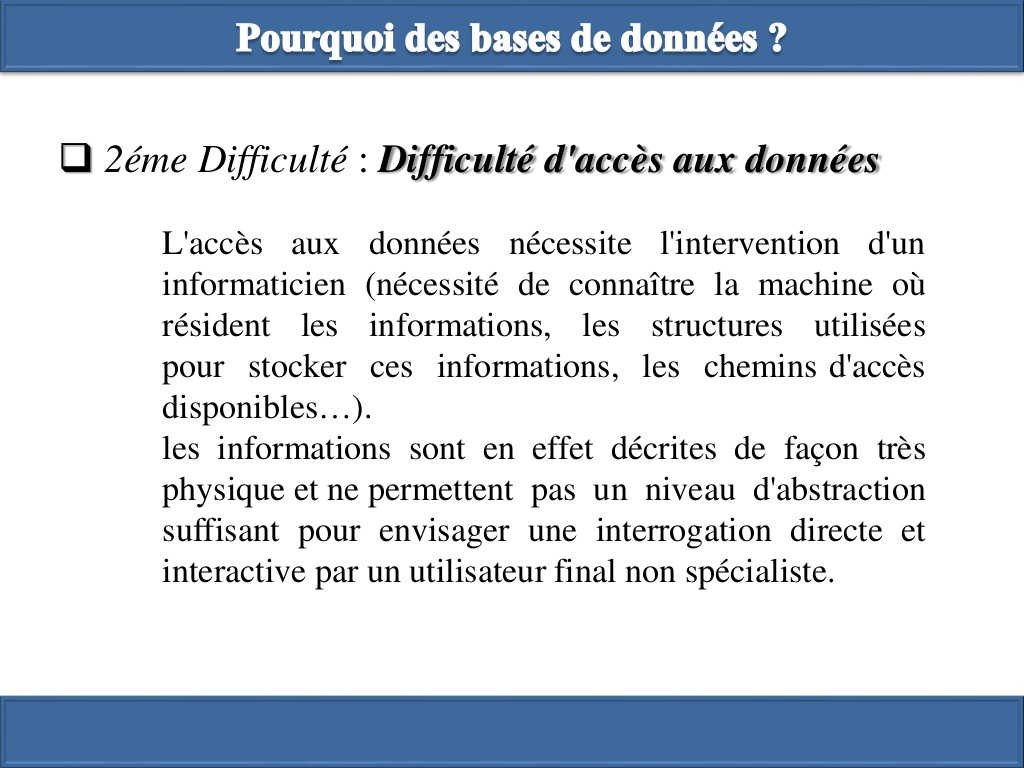 Pourquoi des bases de données ?
2éme Difficulté : Difficulté d'accès aux données
L'accès aux données nécessite l'intervention d'un
informaticien (nécessité de connaître la machine où
résident les informations, les structures utilisées
pour stocker ces informations, les chemins d'accès
disponibles…).
les informations sont en effet décrites de façon très
physique et ne permettent pas un niveau d'abstraction
suffisant pour envisager une interrogation directe et
interactive par un utilisateur final non spécialiste.